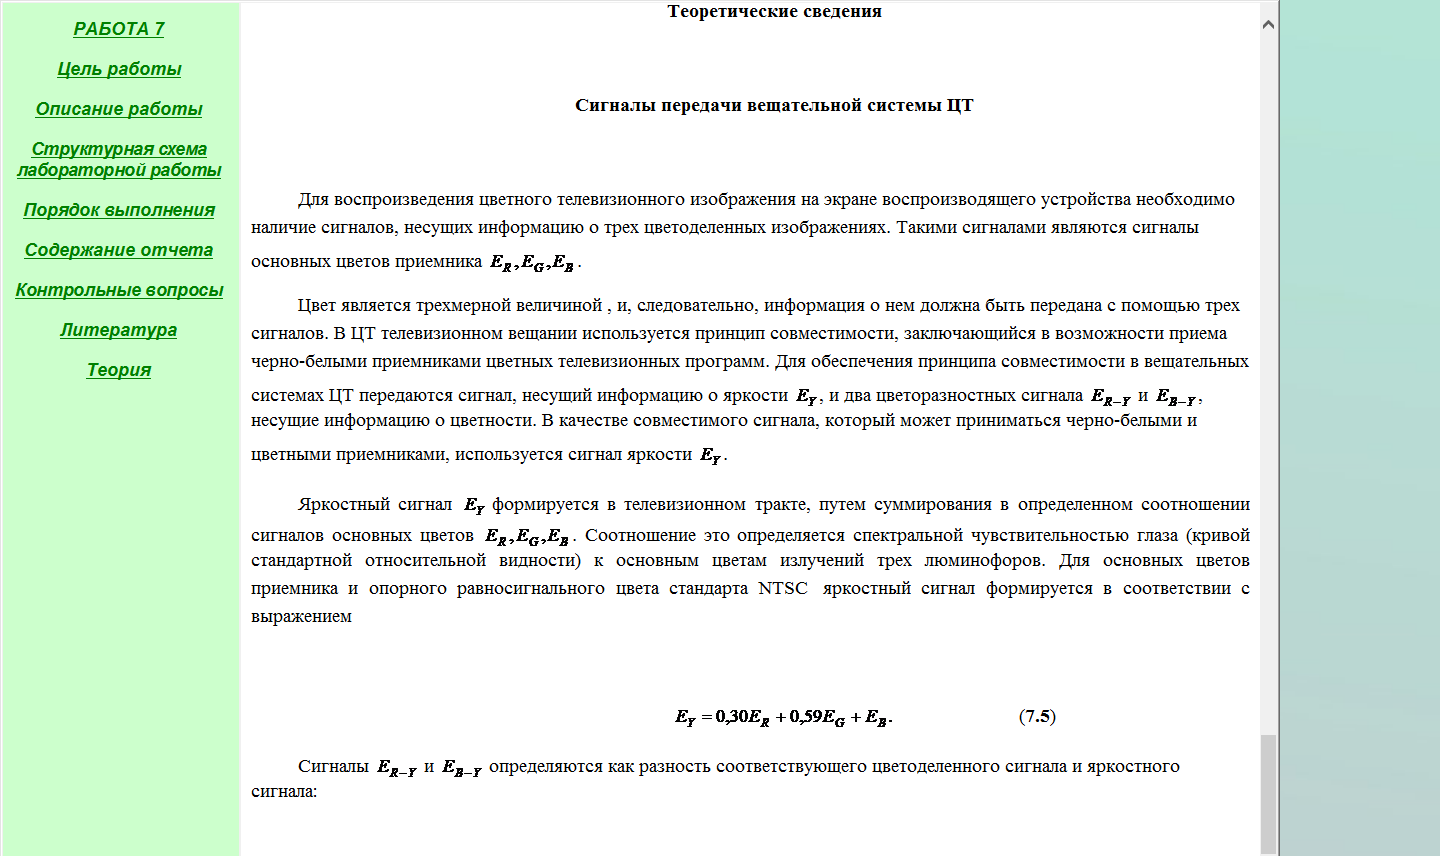 РАБОТА 7
Цель работы
Описание работы
Структурная схема
лабораторной работы
Порядок выполнения
Содержание отчета
Контрольные вопросы
Литература
Теория
Теоретические сведения
Сигналы передачи вещательной системы ЦТ
Для воспроизведения цветного телевизионного изображения на экране воспроизводящего устройства необходимо
наличие сигналов, несущих информацию о трех цветоделенных изображениях. Такими сигналами являются сигналы
основных цветов приемника E_R, E_G, E_B.
Цвет является трехмерной величиной , и, следовательно, информация о нем должна быть передана с помощью трех
сигналов. В ЦТ телевизионном вещании используется принцип совместимости, заключающийся в возможности приема
черно-белыми приемниками цветных телевизионных программ. Для обеспечения принципа совместимости в вещательных
системах ЦТ передаются сигнал, несущий информацию о яркости E_Y, и два цветоразностных сигнала E_R–Y и E_B–Y,
несущие информацию о цветности. В качестве совместимого сигнала, который может приниматься черно-белыми и
цветными приемниками, используется сигнал яркости E_Y.
Яркостный сигнал E_Y формируется в телевизионном тракте, путем суммирования в определенном соотношении
сигналов основных цветов E_R, E_G, E_B. Соотношение это определяется спектральной чувствительностью глаза (кривой
стандартной относительной видности) к основным цветам излучений трех люминофоров. Для основных цветов
приемника и опорного равносигнального цвета стандарта NTSC яркостный сигнал формируется в соответствии с
выражением
E_Y = 0,30E_R + 0,59E_G + E_B. (7.5)
Сигналы E_R–Y и E_B–Y определяются как разность соответствующего цветоделенного сигнала и яркостного
сигнала: